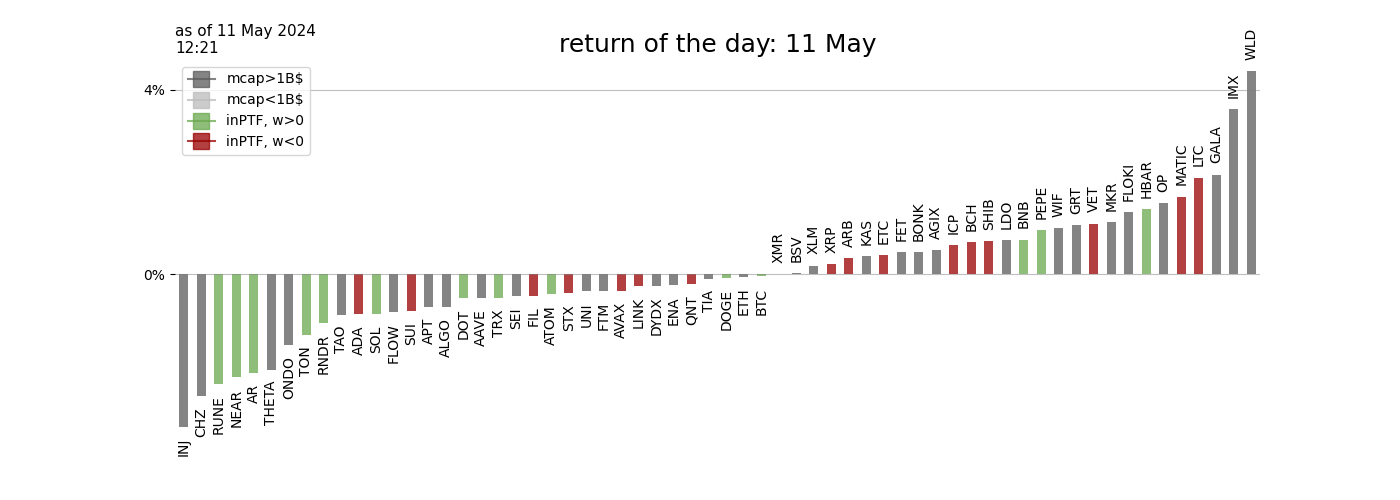 as of 11 May 2024
12:21
return of the day: 11 May
mcap>1B$
mcap<1B$
inPTF, w>0
inPTF, w<0
4%
0%
INJ
CHZ
RUNE
NEAR
AR
THETA
ONDO
TON
RNDR
TAO
ADA
SOL
FLOW
SUI
APT
ALGO
DOT
AAVE
TRX
SEI
FIL
ATOM
STX
UNI
FTM
AVAX
LINK
DYDX
ENA
QNT
TIA
DOGE
ETH
BTC
XMR
BSV
XLM
XRP
ARB
KAS
ETC
FET
BONK
AGIX
ICP
BCH
SHIB
LDO
BNB
PEPE
WIF
GRT
VET
MKR
FLOKI
HBAR
OP
MATIC
LTC
GALA
IMX
WLD